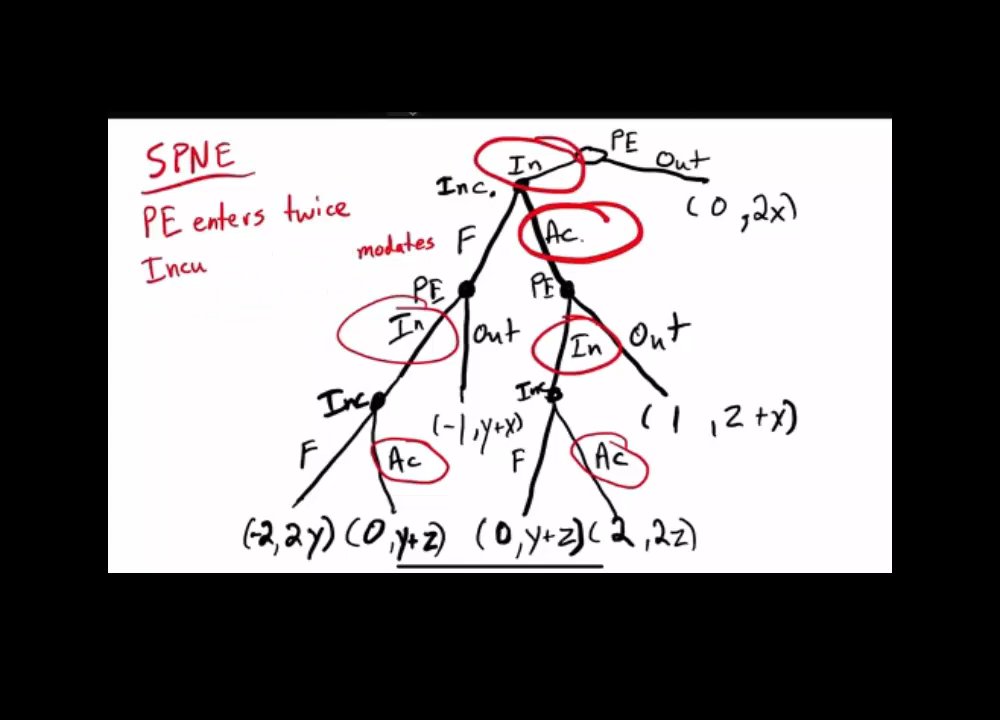 SPNE
PE enters twice
Incu modates
PE
In Out
Inc. (0, 2x)
F Ac.
PE PE
In Out In Out
Inc. Inc
(-1, y+x) (1, z+x)
F Ac F Ac
(-2, 2y) (0, y+z) (0, y+z) (2, 2z)